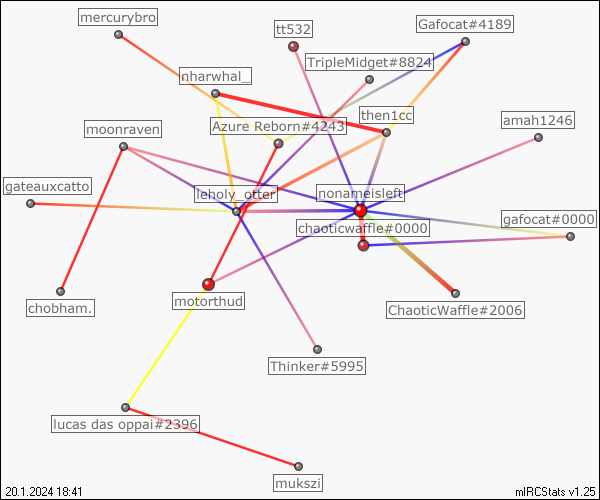 mercurybro
tt532
Gafocat#4189
TripleMidget#8824
nharwhal_
then1cc
amah1246
Azure Reborn#4243
moonraven
gateauxcatto
leholy_otter
nonameisleft
gafocat#0000
chaoticwaffle#0000
motorthud
chobham.
ChaoticWaffle#2006
Thinker#5995
lucas das oppai#2396
mukszi
20.1.2024 18:41
mIRCStats v1.25